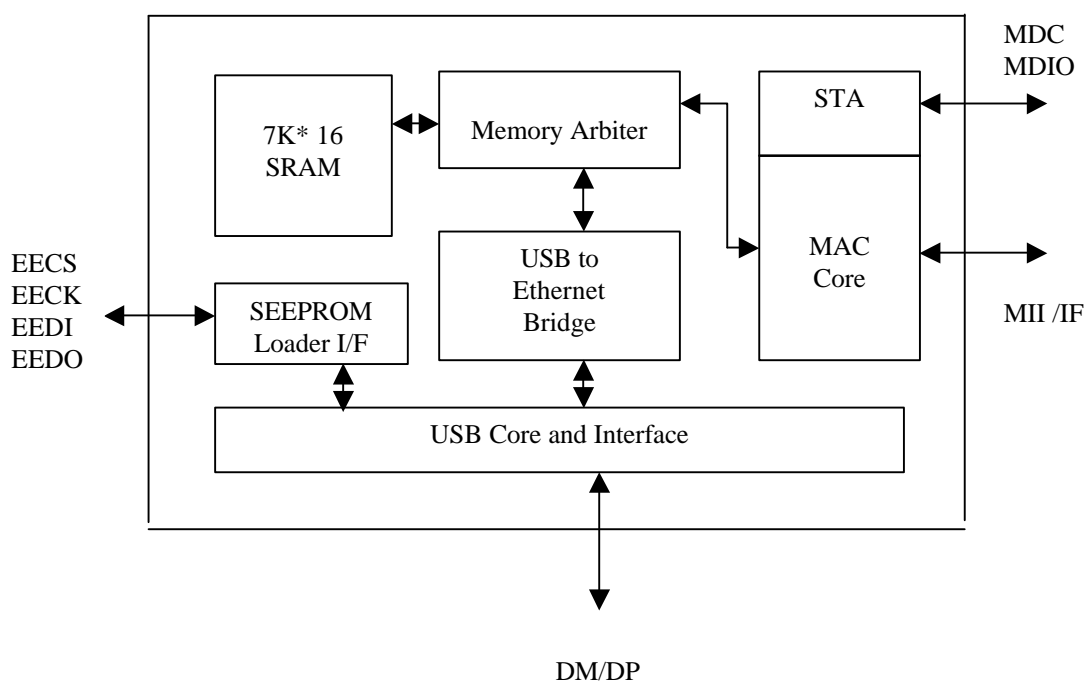 MDC
MDIO
STA
7K* 16
SRAM
Memory Arbiter
MAC
Core
USB to
Ethernet
Bridge
EECS
EECK
EEDI
EEDO
SEEPROM
Loader I/F
MII /IF
USB Core and Interface
DM/DP